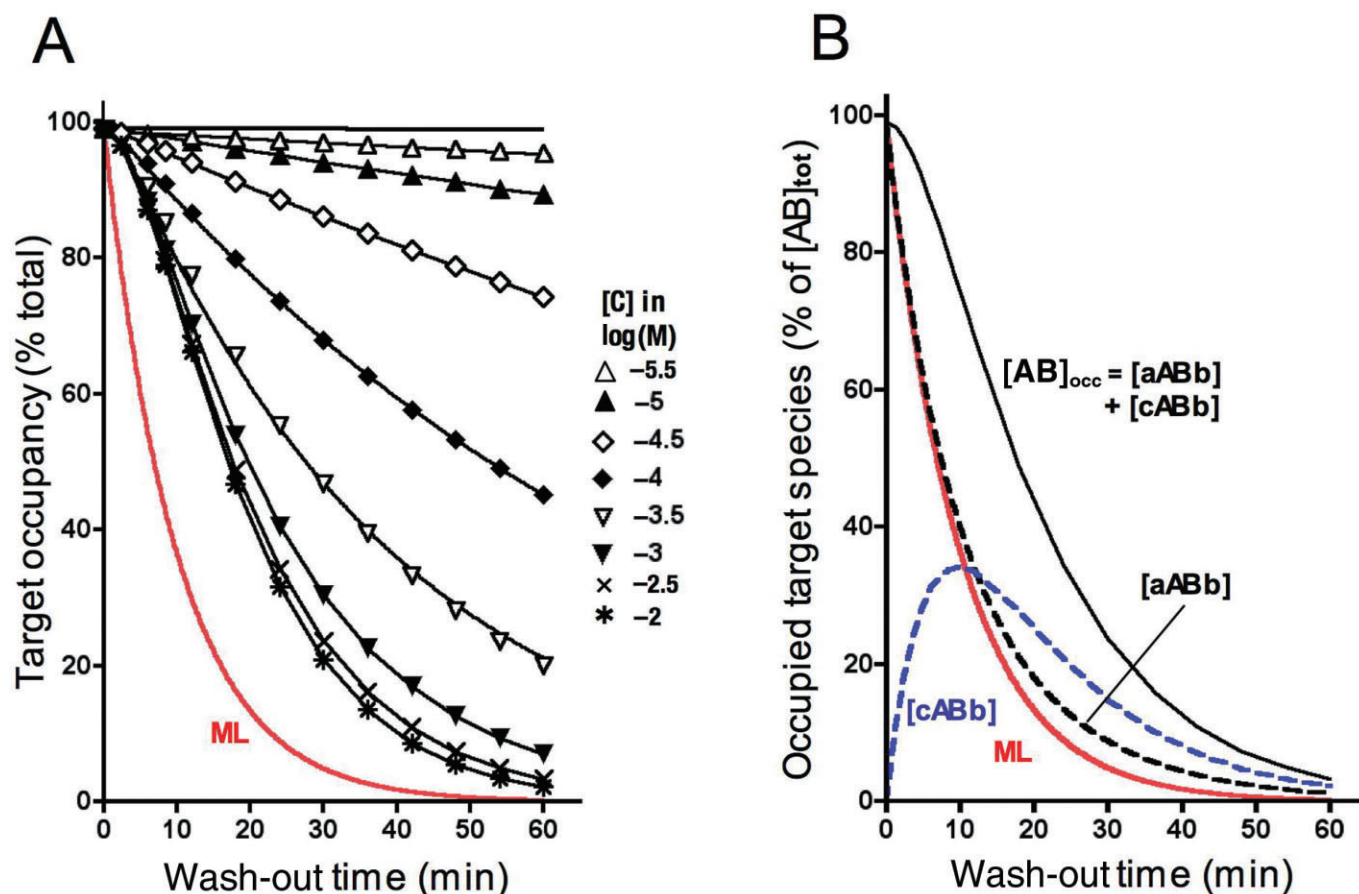 A
Target occupancy (% total)
100
80
60
40
20
0
0 10 20 30 40 50 60
Wash-out time (min)
ML
[C] in
log(M)
–5.5
–5
–4.5
–4
–3.5
–3
–2.5
–2
B
Occupied target species (% of [AB]tot)
100
80
60
40
20
0
0 10 20 30 40 50 60
Wash-out time (min)
[AB]occ = [aABb]
+ [cABb]
[aABb]
[cABb]
ML